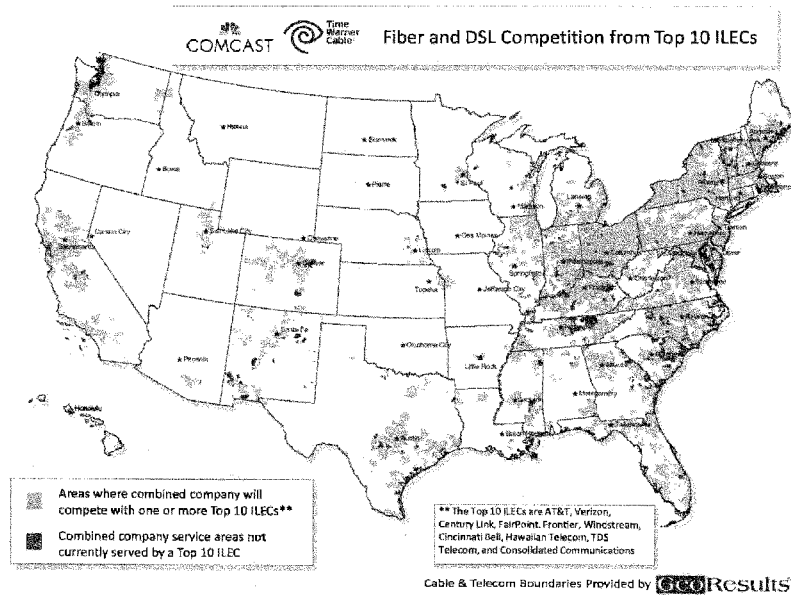 COMCAST
Time
Warner
Cable
Fiber and DSL Competition from Top 10 ILECs
Olympia
Salem
Helena
Bismarck
Boise
Pierre
Lansing
Madison
Carson City
Salt Lake City
Cheyenne
Des Moines
Lincoln
Sacramento
Denver
Springfield
Topeka
Jefferson City
Santa Fe
Oklahoma City
Phoenix
Little Rock
Montgomery
Honolulu
Austin
Areas where combined company will
compete with one or more Top 10 ILECs**
Combined company service areas not
currently served by a Top 10 ILEC
** The Top 10 ILECs are AT&T, Verizon,
Century Link, FairPoint. Frontier, Windstream,
Cincinnati Bell, Hawaiian Telecom, TDS
Telecom, and Consolidated Communications
Cable & Telecom Boundaries Provided by GeoResults